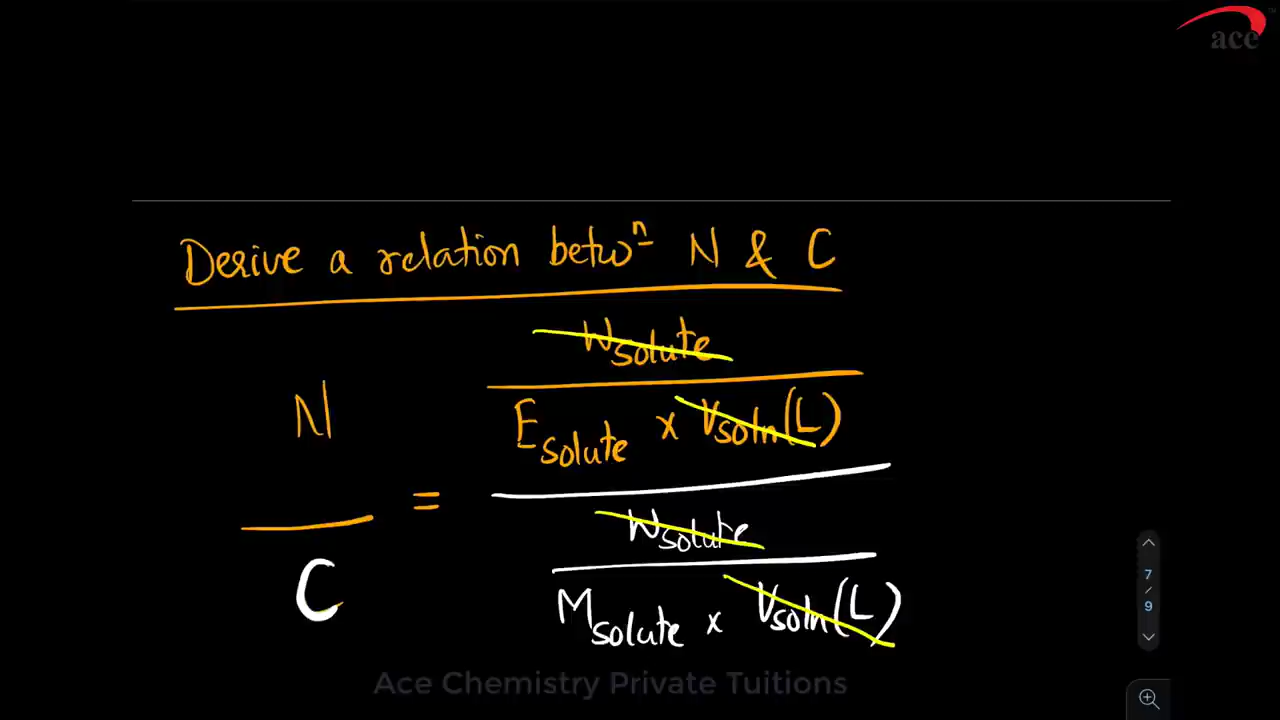 ace
Derive a relation betwⁿ N & C
Wsolute
N
Esolute x Vsoln(L)
=
Wsolute
C
Msolute x Vsoln(L)
7
/
9
Ace Chemistry Private Tuitions